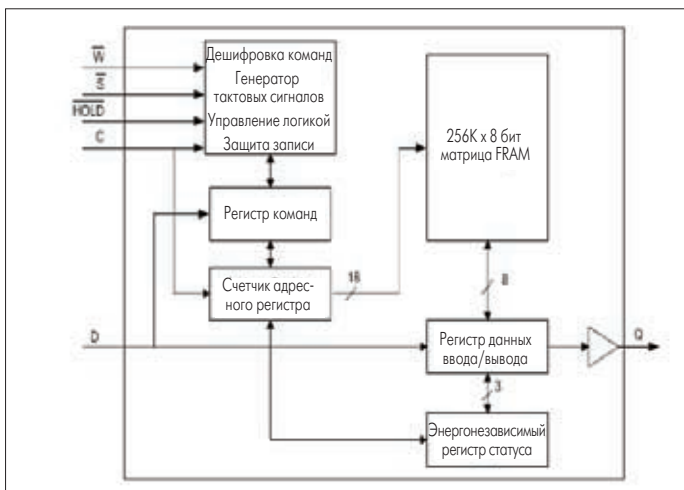 W
Дешифровка команд
S
Генератор
тактовых сигналов
HOLD
Управление логикой
C
Защита записи
256K x 8 бит
матрица FRAM
Регистр команд
Счетчик адрес-
ного регистра
18
8
D
Регистр данных
ввода/вывода
Q
3
Энергонезависимый
регистр статуса